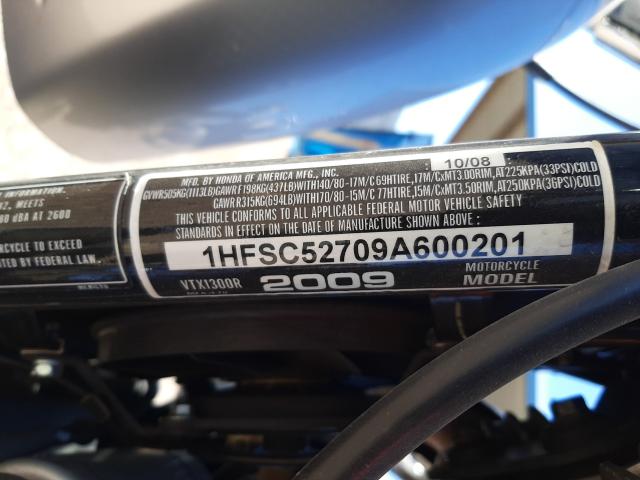 INFORMATION.
MEETS
DBA AT 2600
TO EXCEED
BY FEDERAL LAW.
10/08
MFD. BY HONDA OF AMERICA MFG., INC.
GVWR505KG(1113LB)GAWRF198KG(437LB)WITH140/80-17M/C69HTIRE,17M/CxMT3.00RIM,AT225KPA(33PSI)COLD
GAWRR315KG(694LB)WITH170/80-15M/C77HTIRE,15M/CxMT3.50RIM,AT250KPA(36PSI)COLD
THIS VEHICLE CONFORMS TO ALL APPLICABLE FEDERAL MOTOR VEHICLE SAFETY
STANDARDS IN EFFECT ON THE DATE OF MANUFACTURE SHOWN ABOVE.
1HFSC52709A600201
VTX1300R 2009 MOTORCYCLE
MODEL